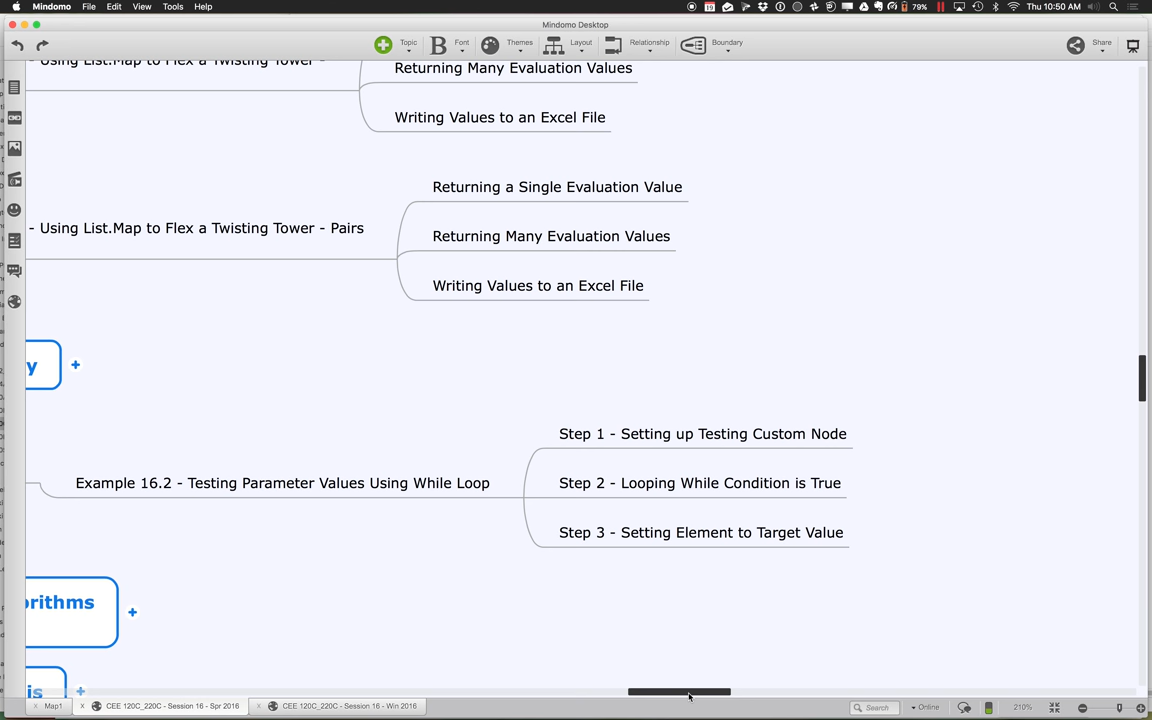 Mindomo File Edit View Tools Help
19 79% Thu 10:50 AM
Mindomo Desktop
Topic Font Themes Layout Relationship Boundary Share
- Using List.Map to Flex a Twisting Tower -
Returning Many Evaluation Values
Writing Values to an Excel File
Returning a Single Evaluation Value
- Using List.Map to Flex a Twisting Tower - Pairs
Returning Many Evaluation Values
Writing Values to an Excel File
y +
Step 1 - Setting up Testing Custom Node
Example 16.2 - Testing Parameter Values Using While Loop
Step 2 - Looping While Condition is True
Step 3 - Setting Element to Target Value
orithms +
is +
x Map1 x CEE 120C_220C - Session 16 - Spr 2016 x CEE 120C_220C - Session 16 - Win 2016
Search Online 210%